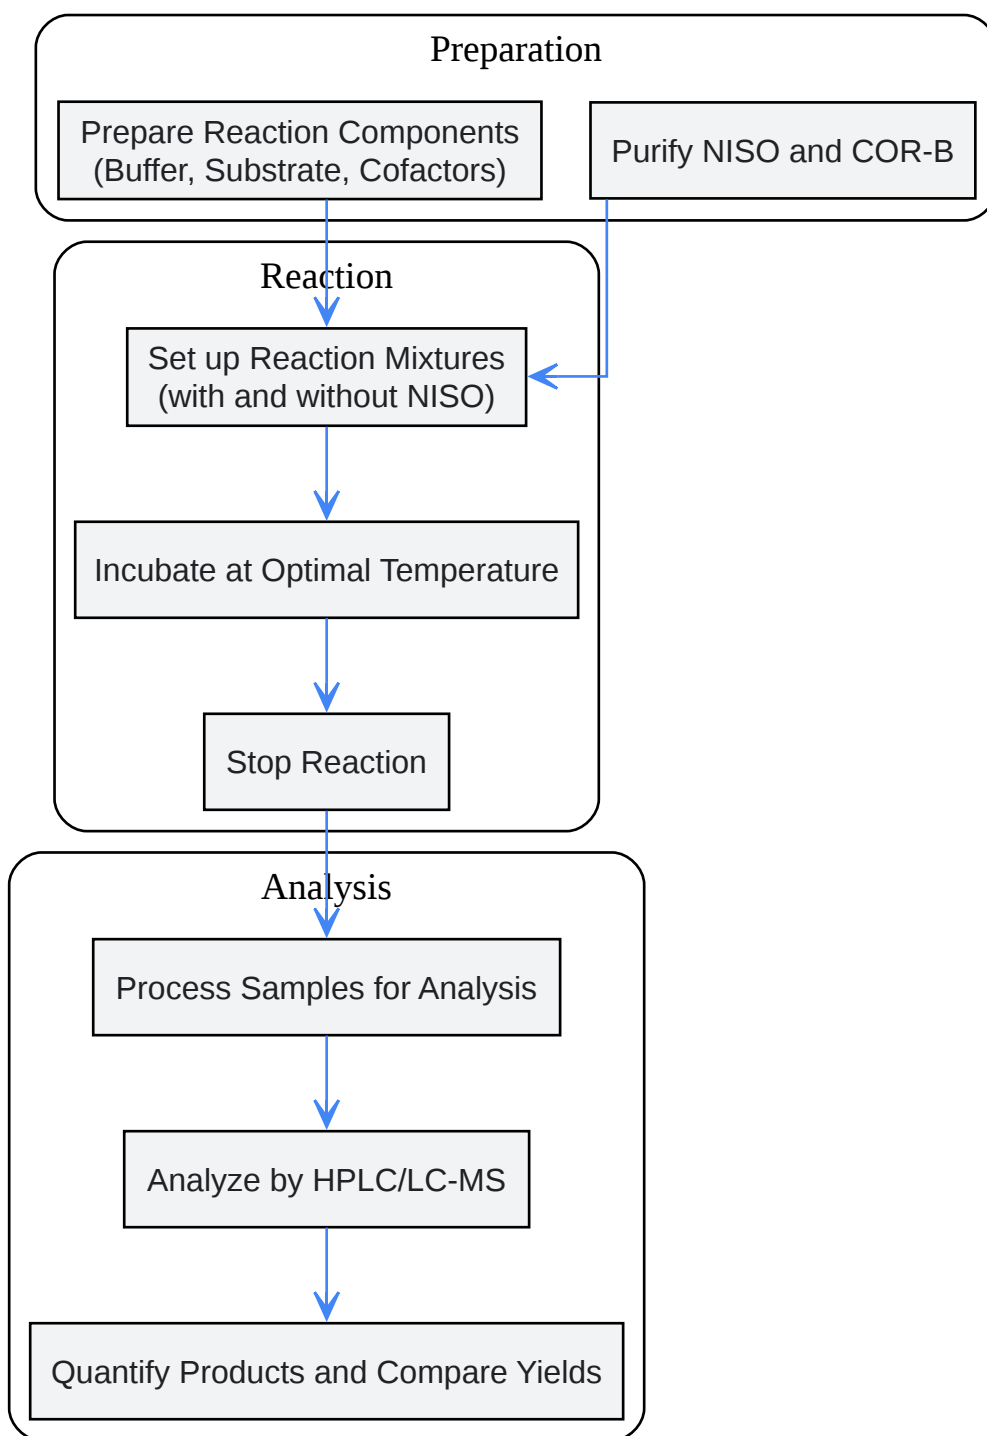 Preparation
Prepare Reaction Components
(Buffer, Substrate, Cofactors)
Purify NISO and COR-B
Reaction
Set up Reaction Mixtures
(with and without NISO)
Incubate at Optimal Temperature
Stop Reaction
Analysis
Process Samples for Analysis
Analyze by HPLC/LC-MS
Quantify Products and Compare Yields